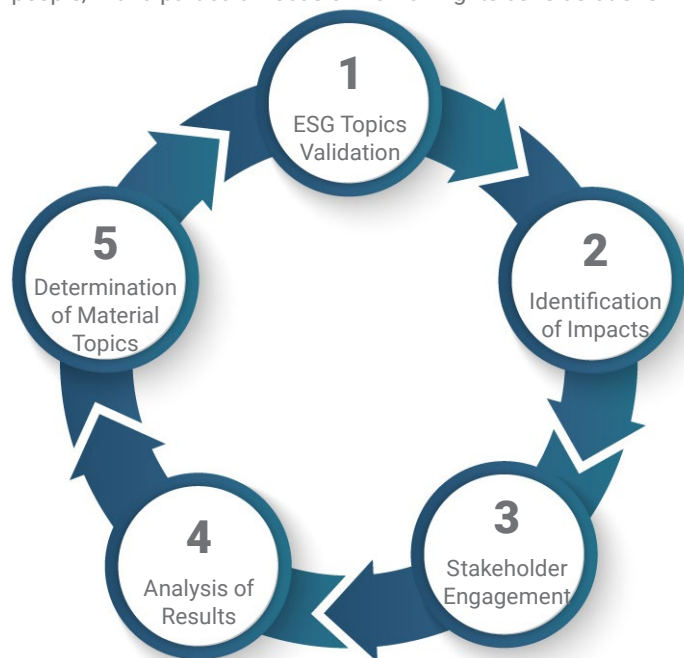 1
ESG Topics
Validation
2
Identification
of Impacts
3
Stakeholder
Engagement
4
Analysis of
Results
5
Determination
of Material
Topics